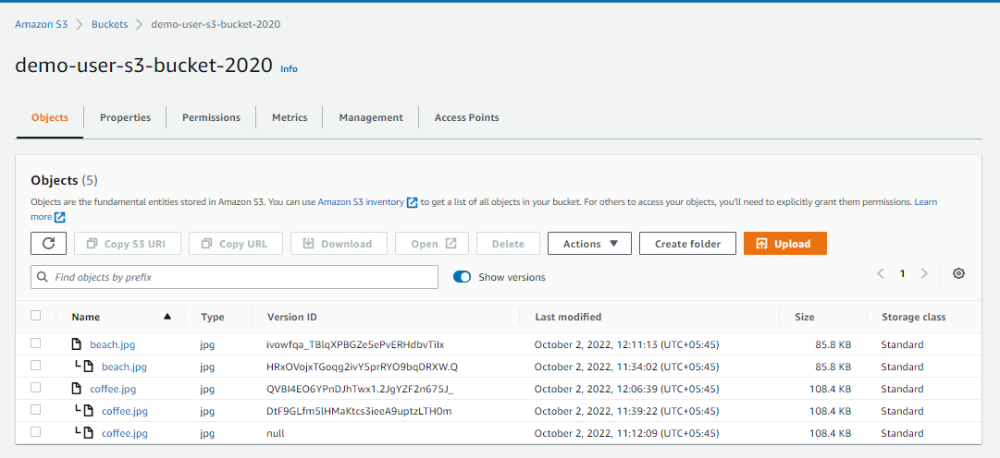 Amazon S3 > Buckets > demo-user-s3-bucket-2020
demo-user-s3-bucket-2020 Info
Objects Properties Permissions Metrics Management Access Points
Objects (5)
Objects are the fundamental entities stored in Amazon S3. You can use Amazon S3 inventory to get a list of all objects in your bucket. For others to access your objects, you'll need to explicitly grant them permissions. Learn
more
Copy S3 URI Copy URL Download Open Delete Actions Create folder Upload
Find objects by prefix Show versions 1
Name Type Version ID Last modified Size Storage class
beach.jpg jpg ivowfqa_TBlqXPBGZe5ePvERHdbvTiIx October 2, 2022, 12:11:13 (UTC+05:45) 85.8 KB Standard
beach.jpg jpg HRxOVojxTGoqg2ivY5prRYO9bqDRXW.Q October 2, 2022, 11:34:02 (UTC+05:45) 85.8 KB Standard
coffee.jpg jpg QVBI4EO6YPnDJhTwx1.2JgYZF2n675J_ October 2, 2022, 12:06:39 (UTC+05:45) 108.4 KB Standard
coffee.jpg jpg DtF9GLfm5lHMaKtcs3ieeA9uptzLTH0m October 2, 2022, 11:39:22 (UTC+05:45) 108.4 KB Standard
coffee.jpg jpg null October 2, 2022, 11:12:09 (UTC+05:45) 108.4 KB Standard